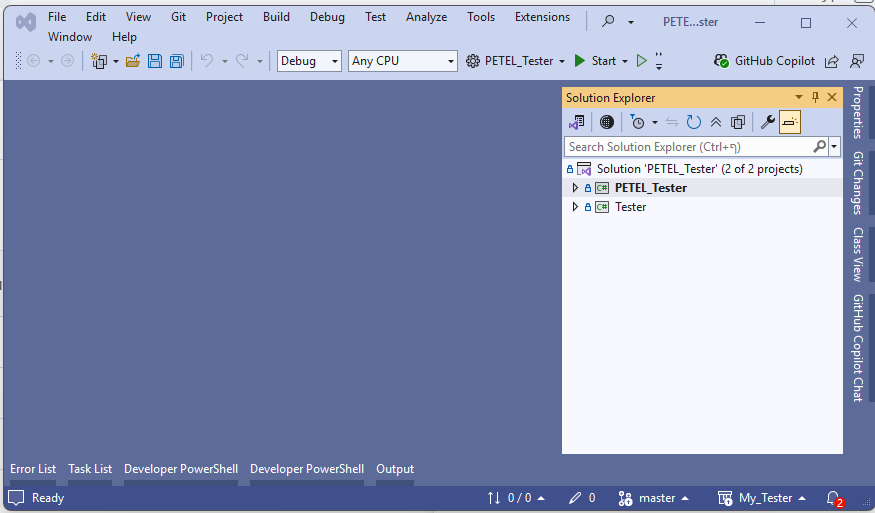 File Edit View Git Project Build Debug Test Analyze Tools Extensions PETE...ster
Window Help
Debug Any CPU PETEL_Tester Start GitHub Copilot
Solution Explorer
Search Solution Explorer (Ctrl+ף)
Solution 'PETEL_Tester' (2 of 2 projects)
C# PETEL_Tester
C# Tester
Properties
Git Changes
Class View
GitHub Copilot Chat
Error List Task List Developer PowerShell Developer PowerShell Output
Ready 0 / 0 0 master My_Tester 2